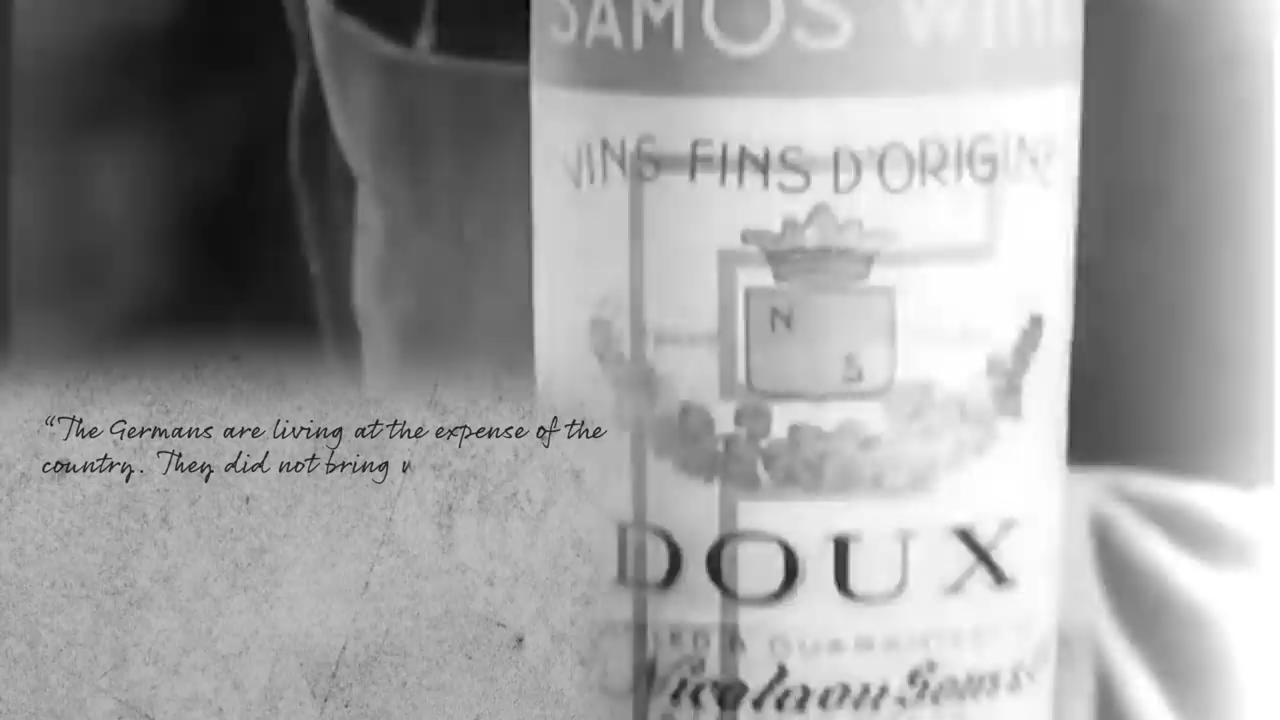 SAMOS WINE
VINS FINS D'ORIGINE
N
S
"The Germans are living at the expense of the
country. They did not bring
DOUX